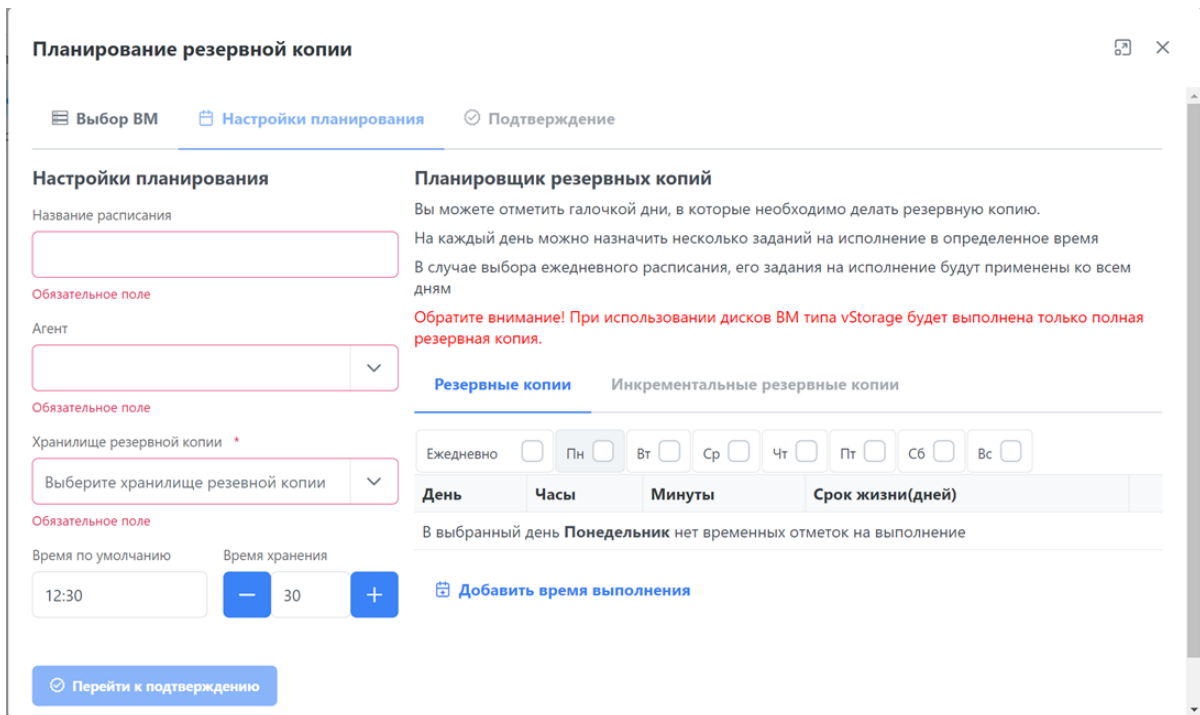 Планирование резервной копии
Выбор ВМ
Настройки планирования
Подтверждение
Настройки планирования
Название расписания
Обязательное поле
Агент
Обязательное поле
Хранилище резервной копии *
Выберите хранилище резевной копии
Обязательное поле
Время по умолчанию
Время хранения
12:30
30
Перейти к подтверждению
Планировщик резервных копий
Вы можете отметить галочкой дни, в которые необходимо делать резервную копию.
На каждый день можно назначить несколько заданий на исполнение в определенное время
В случае выбора ежедневного расписания, его задания на исполнение будут применены ко всем
дням
Обратите внимание! При использовании дисков ВМ типа vStorage будет выполнена только полная
резервная копия.
Резервные копии
Инкрементальные резервные копии
Ежедневно Пн Вт Ср Чт Пт Сб Вс
День Часы Минуты Срок жизни(дней)
В выбранный день Понедельник нет временных отметок на выполнение
Добавить время выполнения